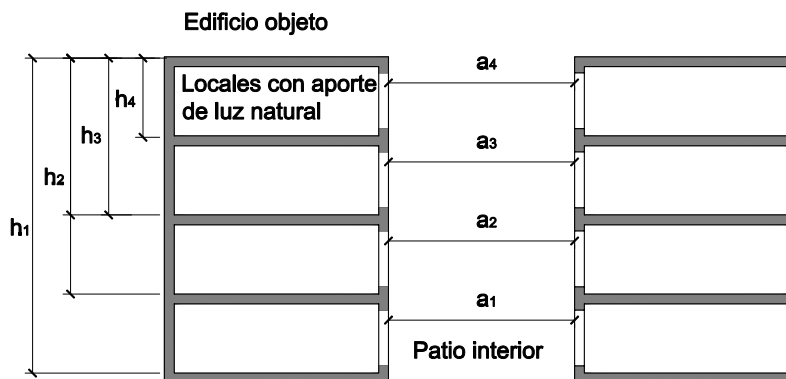 Edificio objeto
Locales con aporte
de luz natural
h4
h3
h2
h1
a4
a3
a2
a1
Patio interior